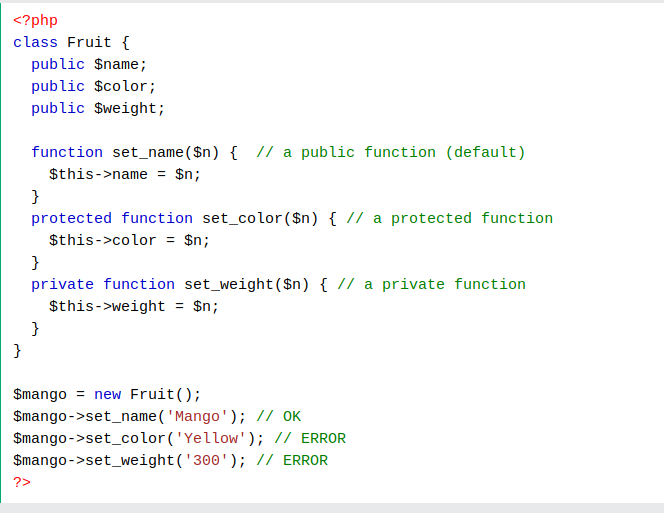 <?php
class Fruit {
  public $name;
  public $color;
  public $weight;

  function set_name($n) {  // a public function (default)
    $this->name = $n;
  }
  protected function set_color($n) { // a protected function
    $this->color = $n;
  }
  private function set_weight($n) { // a private function
    $this->weight = $n;
  }
}

$mango = new Fruit();
$mango->set_name('Mango'); // OK
$mango->set_color('Yellow'); // ERROR
$mango->set_weight('300'); // ERROR
?>